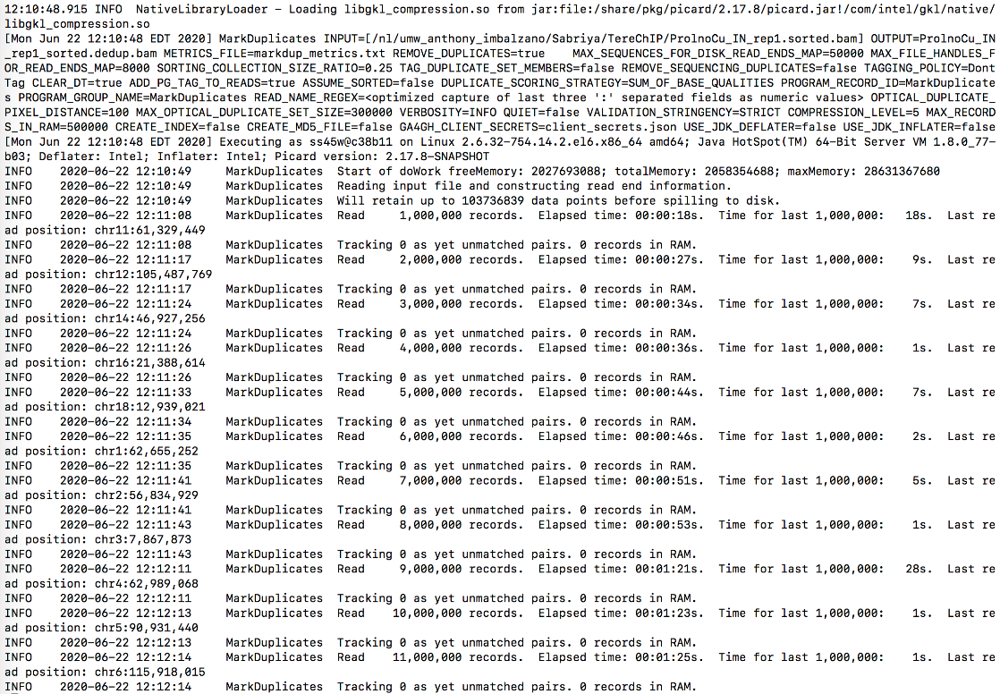 12:10:48.915 INFO  NativeLibraryLoader - Loading libgkl_compression.so from jar:file:/share/pkg/picard/2.17.8/picard.jar!/com/intel/gkl/native/
libgkl_compression.so
[Mon Jun 22 12:10:48 EDT 2020] MarkDuplicates INPUT=[/nl/umw_anthony_imbalzano/Sabriya/TereChIP/ProlnoCu_IN_rep1.sorted.bam] OUTPUT=ProlnoCu_IN
_rep1_sorted.dedup.bam METRICS_FILE=markdup_metrics.txt REMOVE_DUPLICATES=true    MAX_SEQUENCES_FOR_DISK_READ_ENDS_MAP=50000 MAX_FILE_HANDLES_F
OR_READ_ENDS_MAP=8000 SORTING_COLLECTION_SIZE_RATIO=0.25 TAG_DUPLICATE_SET_MEMBERS=false REMOVE_SEQUENCING_DUPLICATES=false TAGGING_POLICY=Dont
Tag CLEAR_DT=true ADD_PG_TAG_TO_READS=true ASSUME_SORTED=false DUPLICATE_SCORING_STRATEGY=SUM_OF_BASE_QUALITIES PROGRAM_RECORD_ID=MarkDuplicate
s PROGRAM_GROUP_NAME=MarkDuplicates READ_NAME_REGEX=<optimized capture of last three ':' separated fields as numeric values> OPTICAL_DUPLICATE_
PIXEL_DISTANCE=100 MAX_OPTICAL_DUPLICATE_SET_SIZE=300000 VERBOSITY=INFO QUIET=false VALIDATION_STRINGENCY=STRICT COMPRESSION_LEVEL=5 MAX_RECORD
S_IN_RAM=500000 CREATE_INDEX=false CREATE_MD5_FILE=false GA4GH_CLIENT_SECRETS=client_secrets.json USE_JDK_DEFLATER=false USE_JDK_INFLATER=false
[Mon Jun 22 12:10:48 EDT 2020] Executing as ss45w@c38b11 on Linux 2.6.32-754.14.2.el6.x86_64 amd64; Java HotSpot(TM) 64-Bit Server VM 1.8.0_77-
b03; Deflater: Intel; Inflater: Intel; Picard version: 2.17.8-SNAPSHOT
INFO    2020-06-22 12:10:49     MarkDuplicates  Start of doWork freeMemory: 2027693088; totalMemory: 2058354688; maxMemory: 28631367680
INFO    2020-06-22 12:10:49     MarkDuplicates  Reading input file and constructing read end information.
INFO    2020-06-22 12:10:49     MarkDuplicates  Will retain up to 103736839 data points before spilling to disk.
INFO    2020-06-22 12:11:08     MarkDuplicates  Read     1,000,000 records.  Elapsed time: 00:00:18s.  Time for last 1,000,000:   18s.  Last re
ad position: chr11:61,329,449
INFO    2020-06-22 12:11:08     MarkDuplicates  Tracking 0 as yet unmatched pairs. 0 records in RAM.
INFO    2020-06-22 12:11:17     MarkDuplicates  Read     2,000,000 records.  Elapsed time: 00:00:27s.  Time for last 1,000,000:    9s.  Last re
ad position: chr12:105,487,769
INFO    2020-06-22 12:11:17     MarkDuplicates  Tracking 0 as yet unmatched pairs. 0 records in RAM.
INFO    2020-06-22 12:11:24     MarkDuplicates  Read     3,000,000 records.  Elapsed time: 00:00:34s.  Time for last 1,000,000:    7s.  Last re
ad position: chr14:46,927,256
INFO    2020-06-22 12:11:24     MarkDuplicates  Tracking 0 as yet unmatched pairs. 0 records in RAM.
INFO    2020-06-22 12:11:26     MarkDuplicates  Read     4,000,000 records.  Elapsed time: 00:00:36s.  Time for last 1,000,000:    1s.  Last re
ad position: chr16:21,388,614
INFO    2020-06-22 12:11:26     MarkDuplicates  Tracking 0 as yet unmatched pairs. 0 records in RAM.
INFO    2020-06-22 12:11:33     MarkDuplicates  Read     5,000,000 records.  Elapsed time: 00:00:44s.  Time for last 1,000,000:    7s.  Last re
ad position: chr18:12,939,021
INFO    2020-06-22 12:11:34     MarkDuplicates  Tracking 0 as yet unmatched pairs. 0 records in RAM.
INFO    2020-06-22 12:11:35     MarkDuplicates  Read     6,000,000 records.  Elapsed time: 00:00:46s.  Time for last 1,000,000:    2s.  Last re
ad position: chr1:62,655,252
INFO    2020-06-22 12:11:35     MarkDuplicates  Tracking 0 as yet unmatched pairs. 0 records in RAM.
INFO    2020-06-22 12:11:41     MarkDuplicates  Read     7,000,000 records.  Elapsed time: 00:00:51s.  Time for last 1,000,000:    5s.  Last re
ad position: chr2:56,834,929
INFO    2020-06-22 12:11:41     MarkDuplicates  Tracking 0 as yet unmatched pairs. 0 records in RAM.
INFO    2020-06-22 12:11:43     MarkDuplicates  Read     8,000,000 records.  Elapsed time: 00:00:53s.  Time for last 1,000,000:    1s.  Last re
ad position: chr3:7,867,873
INFO    2020-06-22 12:11:43     MarkDuplicates  Tracking 0 as yet unmatched pairs. 0 records in RAM.
INFO    2020-06-22 12:12:11     MarkDuplicates  Read     9,000,000 records.  Elapsed time: 00:01:21s.  Time for last 1,000,000:   28s.  Last re
ad position: chr4:62,989,068
INFO    2020-06-22 12:12:11     MarkDuplicates  Tracking 0 as yet unmatched pairs. 0 records in RAM.
INFO    2020-06-22 12:12:13     MarkDuplicates  Read    10,000,000 records.  Elapsed time: 00:01:23s.  Time for last 1,000,000:    1s.  Last re
ad position: chr5:90,931,440
INFO    2020-06-22 12:12:13     MarkDuplicates  Tracking 0 as yet unmatched pairs. 0 records in RAM.
INFO    2020-06-22 12:12:14     MarkDuplicates  Read    11,000,000 records.  Elapsed time: 00:01:25s.  Time for last 1,000,000:    1s.  Last re
ad position: chr6:115,918,015
INFO    2020-06-22 12:12:14     MarkDuplicates  Tracking 0 as yet unmatched pairs. 0 records in RAM.